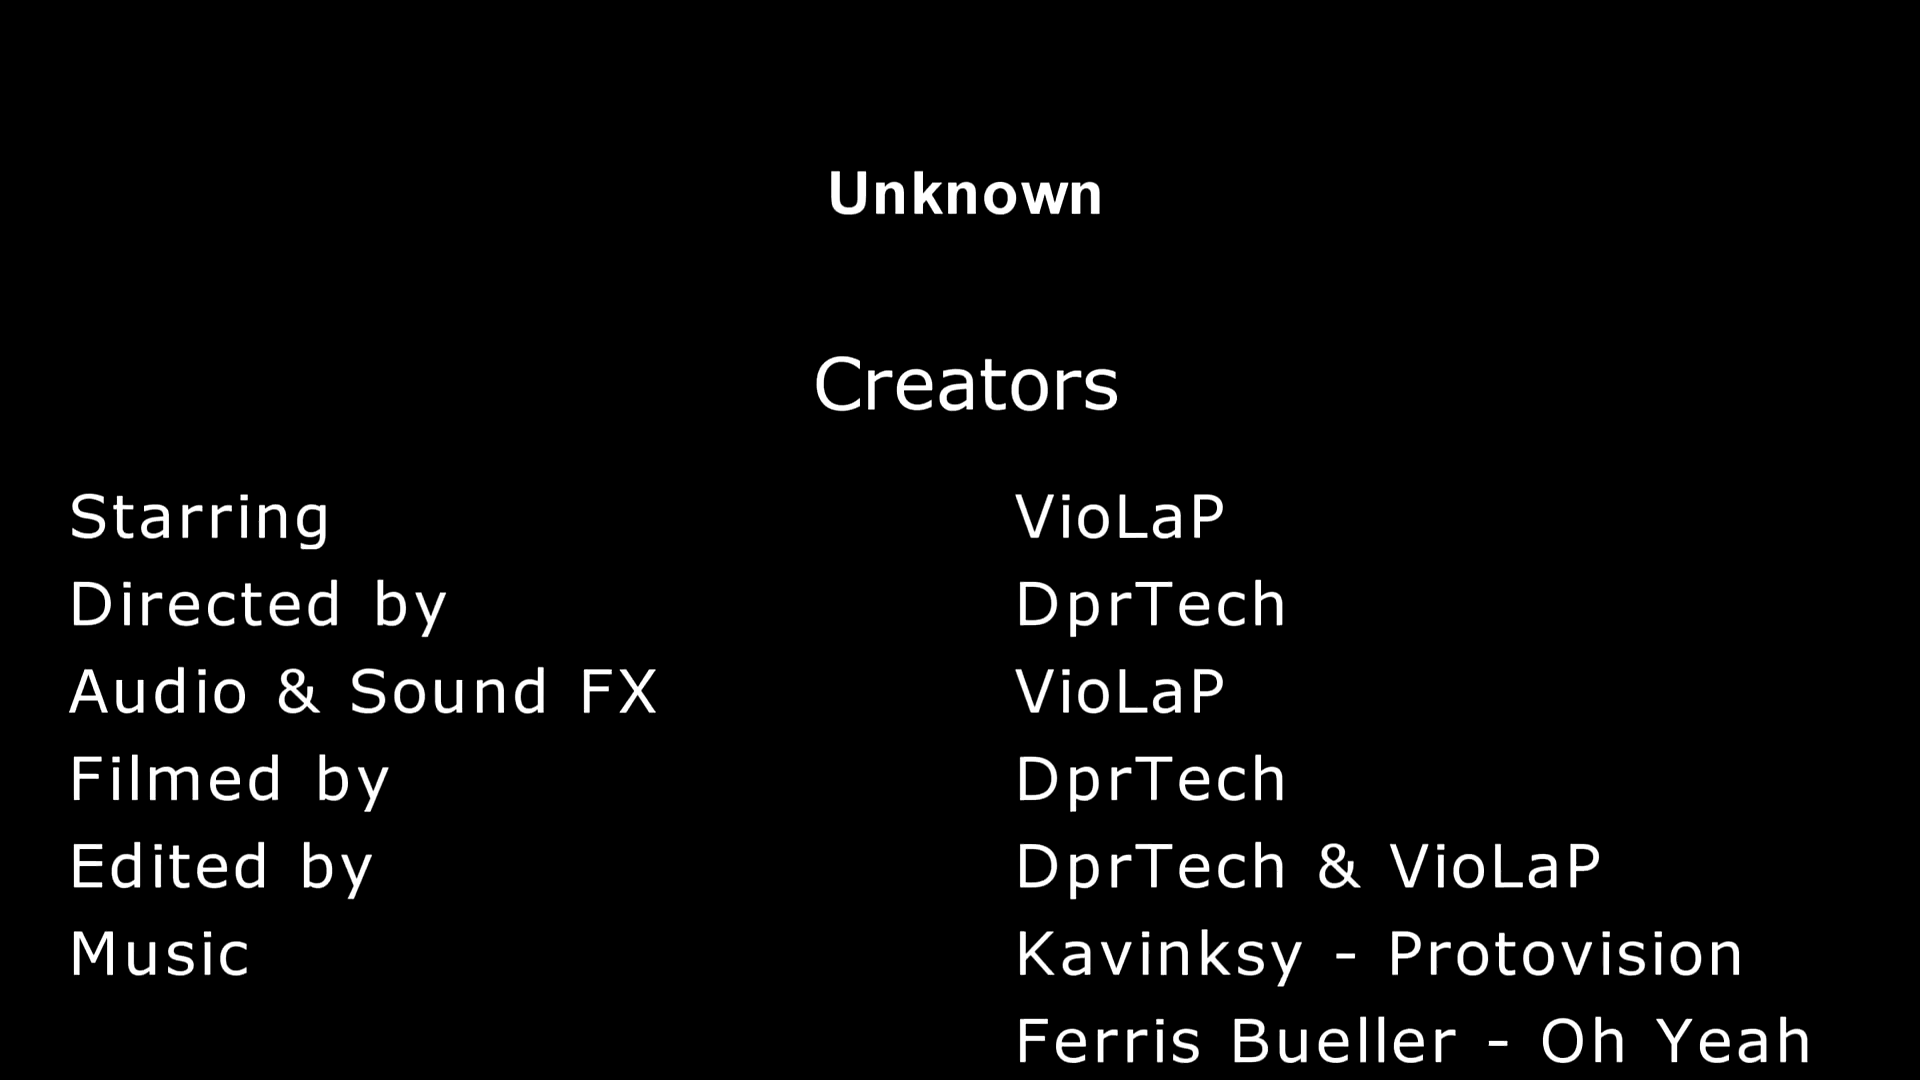 Unknown
Creators
Starring VioLaP
Directed by DprTech
Audio & Sound FX VioLaP
Filmed by DprTech
Edited by DprTech & VioLaP
Music Kavinksy - Protovision
Ferris Bueller - Oh Yeah